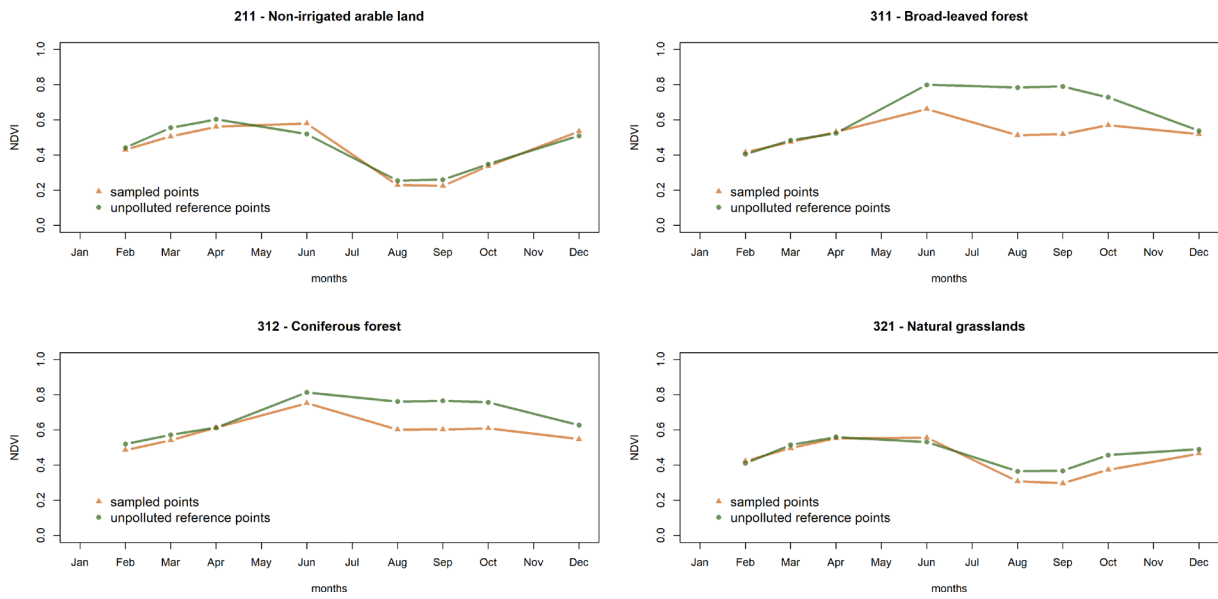 211 - Non-irrigated arable land
NDVI
1.0
0.8
0.6
0.4
0.2
0.0
sampled points
unpolluted reference points
Jan Feb Mar Apr May Jun Jul Aug Sep Oct Nov Dec
months
311 - Broad-leaved forest
NDVI
1.0
0.8
0.6
0.4
0.2
0.0
sampled points
unpolluted reference points
Jan Feb Mar Apr May Jun Jul Aug Sep Oct Nov Dec
months
312 - Coniferous forest
NDVI
1.0
0.8
0.6
0.4
0.2
0.0
sampled points
unpolluted reference points
Jan Feb Mar Apr May Jun Jul Aug Sep Oct Nov Dec
months
321 - Natural grasslands
NDVI
1.0
0.8
0.6
0.4
0.2
0.0
sampled points
unpolluted reference points
Jan Feb Mar Apr May Jun Jul Aug Sep Oct Nov Dec
months